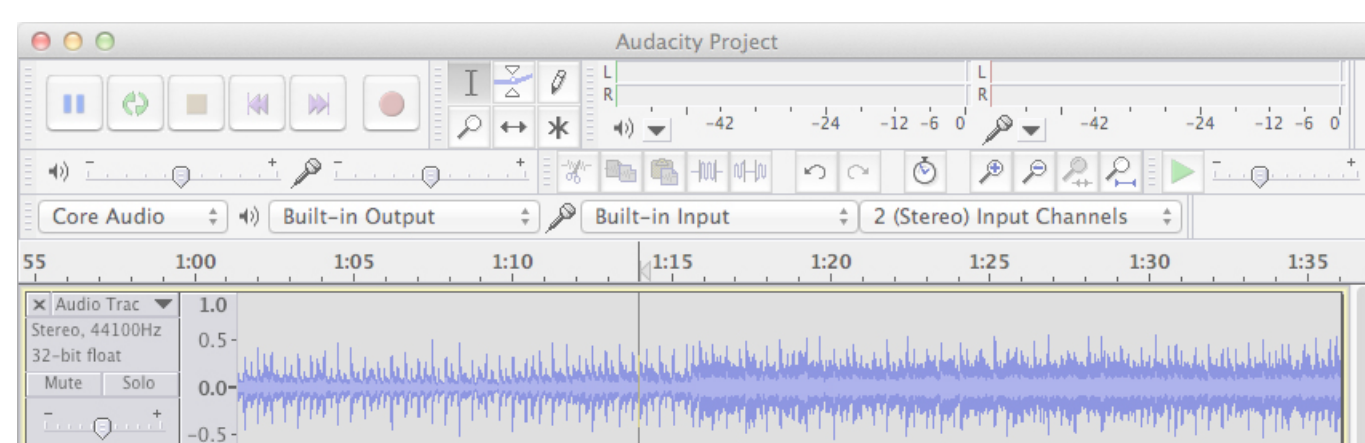 Audacity Project
L
R
-42 -24 -12 -6 0
L
R
-42 -24 -12 -6 0
- +
- +
- +
Core Audio
Built-in Output
Built-in Input
2 (Stereo) Input Channels
55 1:00 1:05 1:10 1:15 1:20 1:25 1:30 1:35
Audio Trac
Stereo, 44100Hz
32-bit float
Mute Solo
- +
1.0
0.5-
0.0-
-0.5-